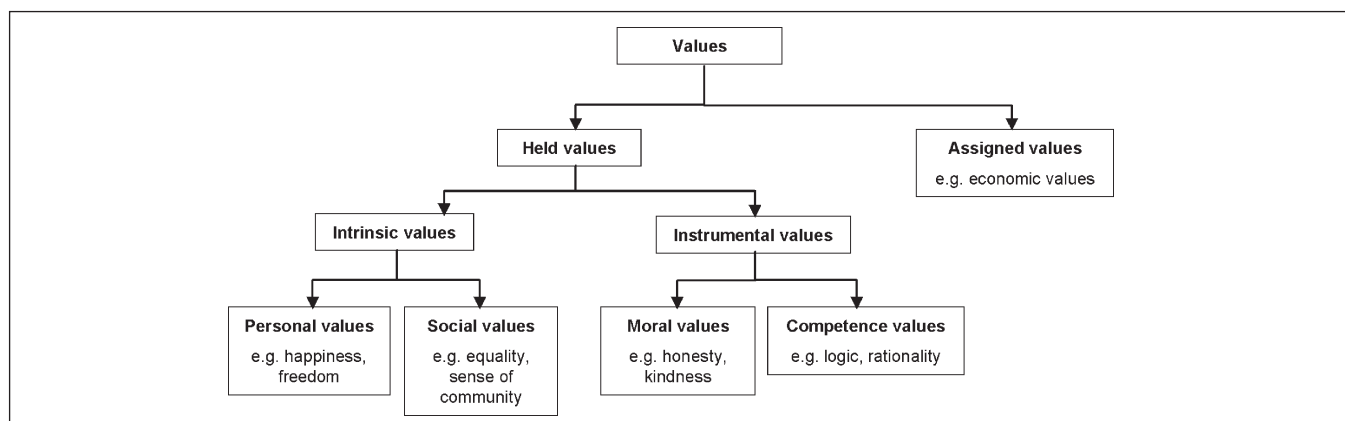 Values
Held values
Assigned values
e.g. economic values
Intrinsic values
Instrumental values
Personal values
e.g. happiness,
freedom
Social values
e.g. equality,
sense of
community
Moral values
e.g. honesty,
kindness
Competence values
e.g. logic, rationality